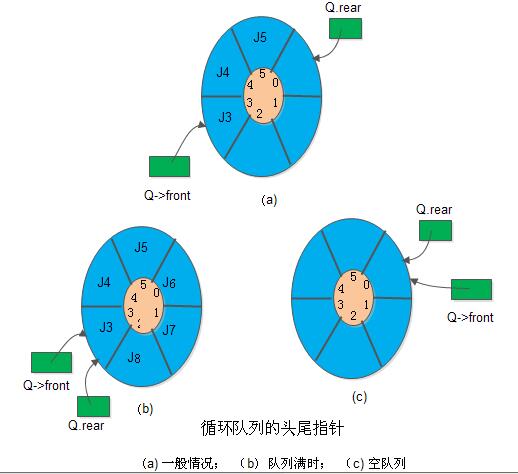 Q.rear
J5
J4
5
4
0
3
1
2
J3
Q->front
(a)
Q.rear
J5
J4
5
J6
4
0
3
1
J3
2
J7
J8
Q->front
Q.rear
(b)
5
4
0
3
1
2
Q->front
(c)
循环队列的头尾指针
(a) 一般情况； （b) 队列满时； （c) 空队列